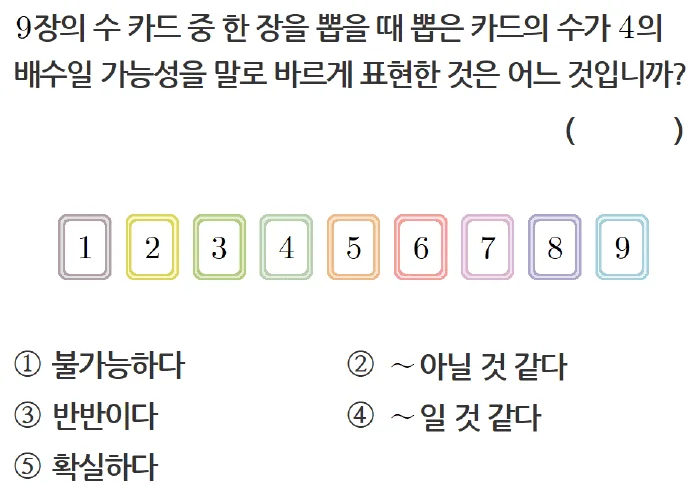 9장의 수 카드 중 한 장을 뽑을 때 뽑은 카드의 수가 4의
배수일 가능성을 말로 바르게 표현한 것은 어느 것입니까?
( )
1 2 3 4 5 6 7 8 9
① 불가능하다 ② ~아닐 것 같다
③ 반반이다 ④ ~일 것 같다
⑤ 확실하다